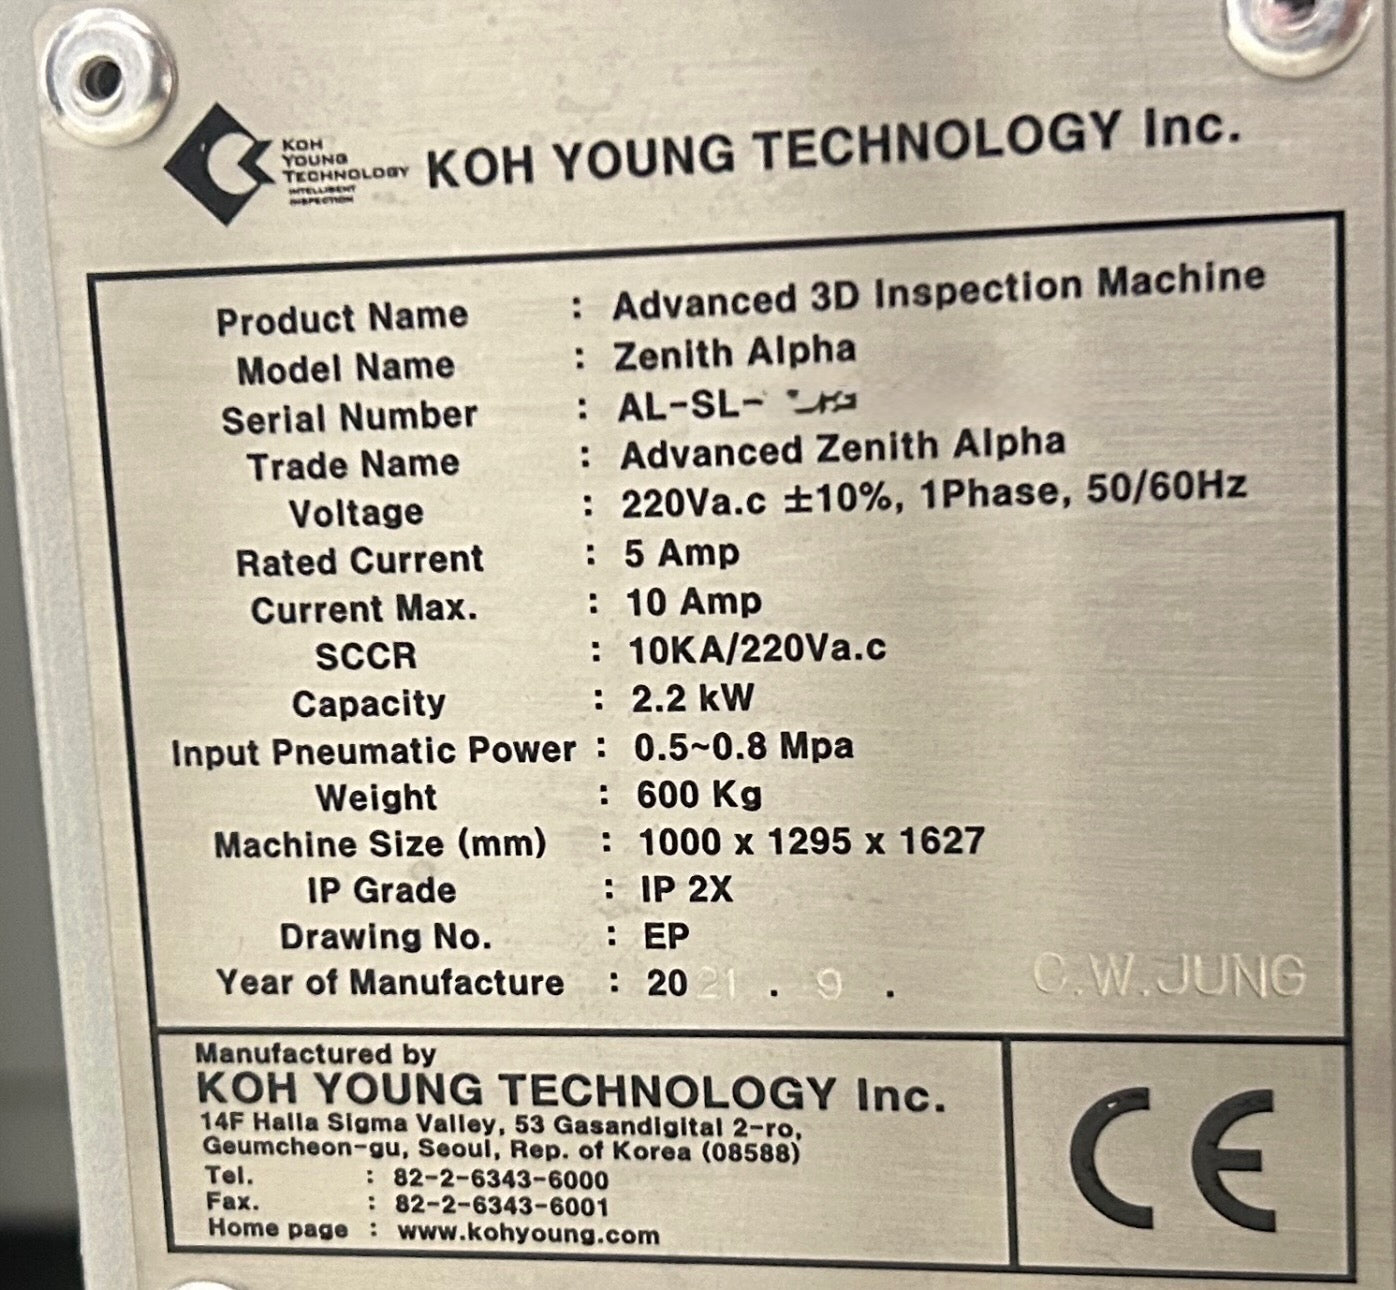 KOH
YOUNG
TECHNOLOGY
INTELLIGENT
INSPECTION
KOH YOUNG TECHNOLOGY Inc.
Product Name : Advanced 3D Inspection Machine
Model Name : Zenith Alpha
Serial Number : AL-SL-
Trade Name : Advanced Zenith Alpha
Voltage : 220Va.c ±10%, 1Phase, 50/60Hz
Rated Current : 5 Amp
Current Max. : 10 Amp
SCCR : 10KA/220Va.c
Capacity : 2.2 kW
Input Pneumatic Power : 0.5~0.8 Mpa
Weight : 600 Kg
Machine Size (mm) : 1000 x 1295 x 1627
IP Grade : IP 2X
Drawing No. : EP
Year of Manufacture : 2021 . 9 . C.W.JUNG
Manufactured by
KOH YOUNG TECHNOLOGY Inc.
14F Halla Sigma Valley, 53 Gasandigital 2-ro,
Geumcheon-gu, Seoul, Rep. of Korea (08588)
Tel. : 82-2-6343-6000
Fax. : 82-2-6343-6001
Home page : www.kohyoung.com
CE